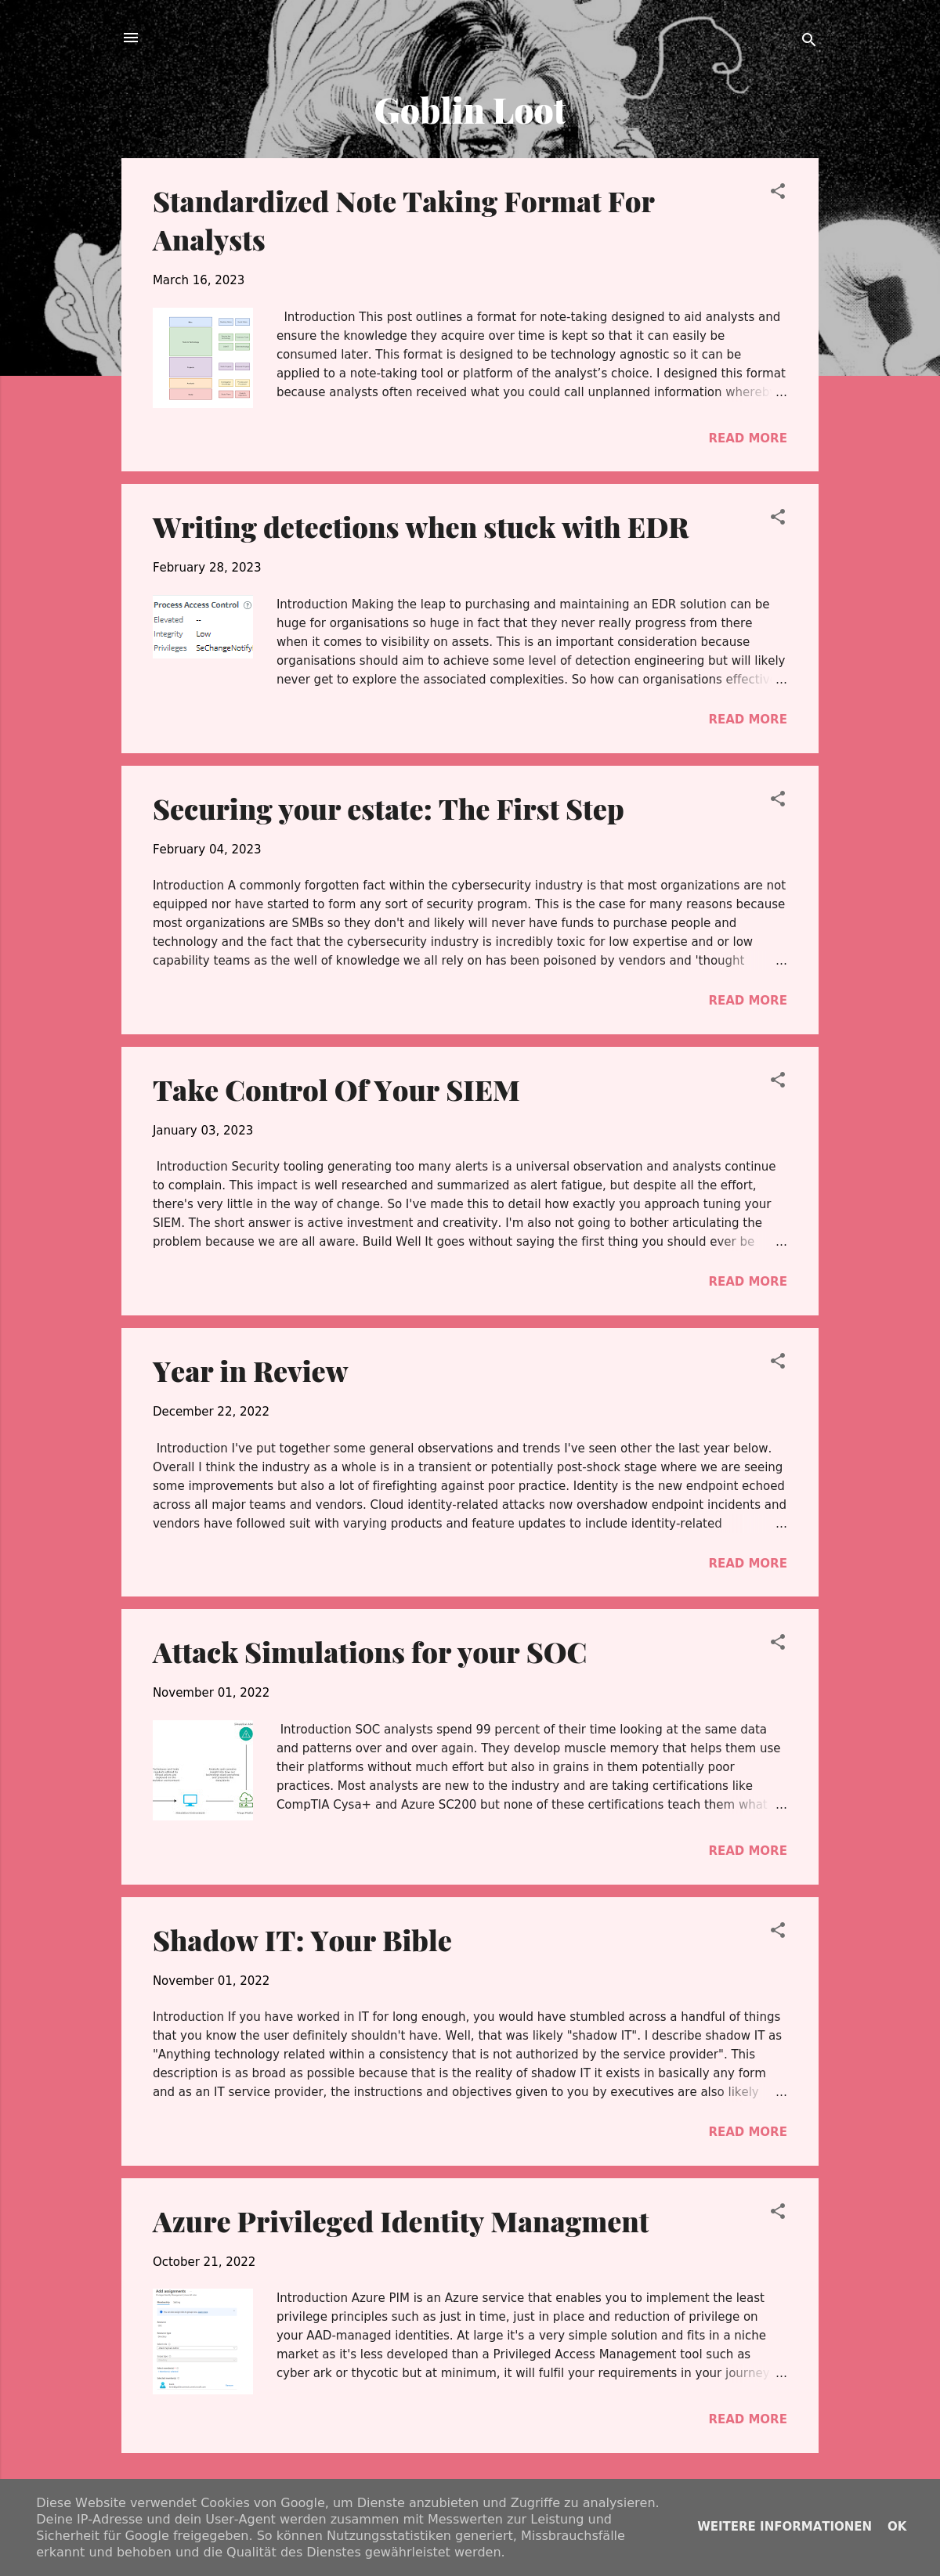 Goblin Loot
Standardized Note Taking Format For
Analysts
March 16, 2023
Introduction This post outlines a format for note-taking designed to aid analysts and
ensure the knowledge they acquire over time is kept so that it can easily be
consumed later. This format is designed to be technology agnostic so it can be
applied to a note-taking tool or platform of the analyst’s choice. I designed this format
because analysts often received what you could call unplanned information whereb ...
READ MORE
Writing detections when stuck with EDR
February 28, 2023
Process Access Control
Elevated --
Integrity Low
Privileges SeChangeNotify
Introduction Making the leap to purchasing and maintaining an EDR solution can be
huge for organisations so huge in fact that they never really progress from there
when it comes to visibility on assets. This is an important consideration because
organisations should aim to achieve some level of detection engineering but will likely
never get to explore the associated complexities. So how can organisations effectiv ...
READ MORE
Securing your estate: The First Step
February 04, 2023
Introduction A commonly forgotten fact within the cybersecurity industry is that most organizations are not
equipped nor have started to form any sort of security program. This is the case for many reasons because
most organizations are SMBs so they don't and likely will never have funds to purchase people and
technology and the fact that the cybersecurity industry is incredibly toxic for low expertise and or low
capability teams as the well of knowledge we all rely on has been poisoned by vendors and 'thought ...
READ MORE
Take Control Of Your SIEM
January 03, 2023
Introduction Security tooling generating too many alerts is a universal observation and analysts continue
to complain. This impact is well researched and summarized as alert fatigue, but despite all the effort,
there's very little in the way of change. So I've made this to detail how exactly you approach tuning your
SIEM. The short answer is active investment and creativity. I'm also not going to bother articulating the
problem because we are all aware. Build Well It goes without saying the first thing you should ever be ...
READ MORE
Year in Review
December 22, 2022
Introduction I've put together some general observations and trends I've seen other the last year below.
Overall I think the industry as a whole is in a transient or potentially post-shock stage where we are seeing
some improvements but also a lot of firefighting against poor practice. Identity is the new endpoint echoed
across all major teams and vendors. Cloud identity-related attacks now overshadow endpoint incidents and
vendors have followed suit with varying products and feature updates to include identity-related ...
READ MORE
Attack Simulations for your SOC
November 01, 2022
Introduction SOC analysts spend 99 percent of their time looking at the same data
and patterns over and over again. They develop muscle memory that helps them use
their platforms without much effort but also in grains in them potentially poor
practices. Most analysts are new to the industry and are taking certifications like
CompTIA Cysa+ and Azure SC200 but none of these certifications teach them what ...
READ MORE
Shadow IT: Your Bible
November 01, 2022
Introduction If you have worked in IT for long enough, you would have stumbled across a handful of things
that you know the user definitely shouldn't have. Well, that was likely "shadow IT". I describe shadow IT as
"Anything technology related within a consistency that is not authorized by the service provider". This
description is as broad as possible because that is the reality of shadow IT it exists in basically any form
and as an IT service provider, the instructions and objectives given to you by executives are also likely ...
READ MORE
Azure Privileged Identity Managment
October 21, 2022
Add assignments
Introduction Azure PIM is an Azure service that enables you to implement the least
privilege principles such as just in time, just in place and reduction of privilege on
your AAD-managed identities. At large it's a very simple solution and fits in a niche
market as it's less developed than a Privileged Access Management tool such as
cyber ark or thycotic but at minimum, it will fulfil your requirements in your journey ...
READ MORE
Diese Website verwendet Cookies von Google, um Dienste anzubieten und Zugriffe zu analysieren.
Deine IP-Adresse und dein User-Agent werden zusammen mit Messwerten zur Leistung und
Sicherheit für Google freigegeben. So können Nutzungsstatistiken generiert, Missbrauchsfälle
erkannt und behoben und die Qualität des Dienstes gewährleistet werden.
WEITERE INFORMATIONEN OK